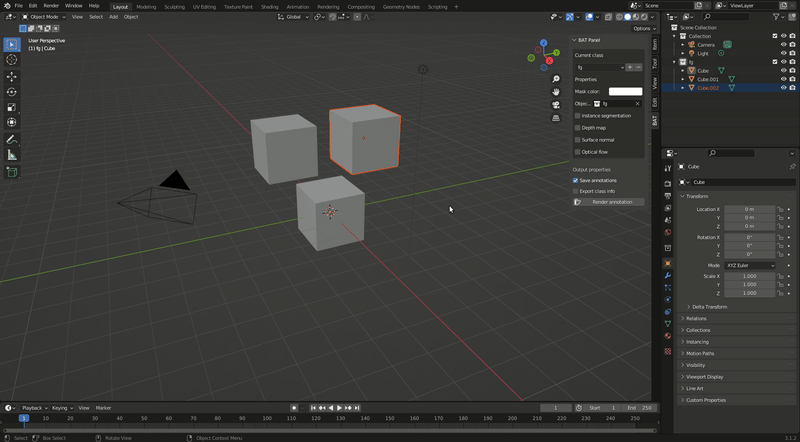 File Edit Render Window Help Layout Modeling Sculpting UV Editing Texture Paint Shading Animation Rendering Compositing Geometry Nodes Scripting + Scene ViewLayer
Object Mode View Select Add Object Global
Options
User Perspective
(1) fg | Cube
BAT Panel
Current class
fg
Properties
Mask color:
Objec... fg
Instance segmentation
Depth map
Surface normal
Optical flow
Output properties
Save annotations
Export class info
Render annotation
Item
Tool
View
Edit
BAT
Scene Collection
Collection
Camera
Light
fg
Cube
Cube.001
Cube.002
Cube
Cube
Transform
Location X 0 m
Y 0 m
Z 0 m
Rotation X 0°
Y 0°
Z 0°
Mode XYZ Euler
Scale X 1.000
Y 1.000
Z 1.000
Delta Transform
Relations
Collections
Instancing
Motion Paths
Visibility
Viewport Display
Line Art
Custom Properties
Playback Keying View Marker 1 Start 1 End 250
1 10 20 30 40 50 60 70 80 90 100 110 120 130 140 150 160 170 180 190 200 210 220 230 240 250
Select Box Select Rotate View Object Context Menu 3.1.2